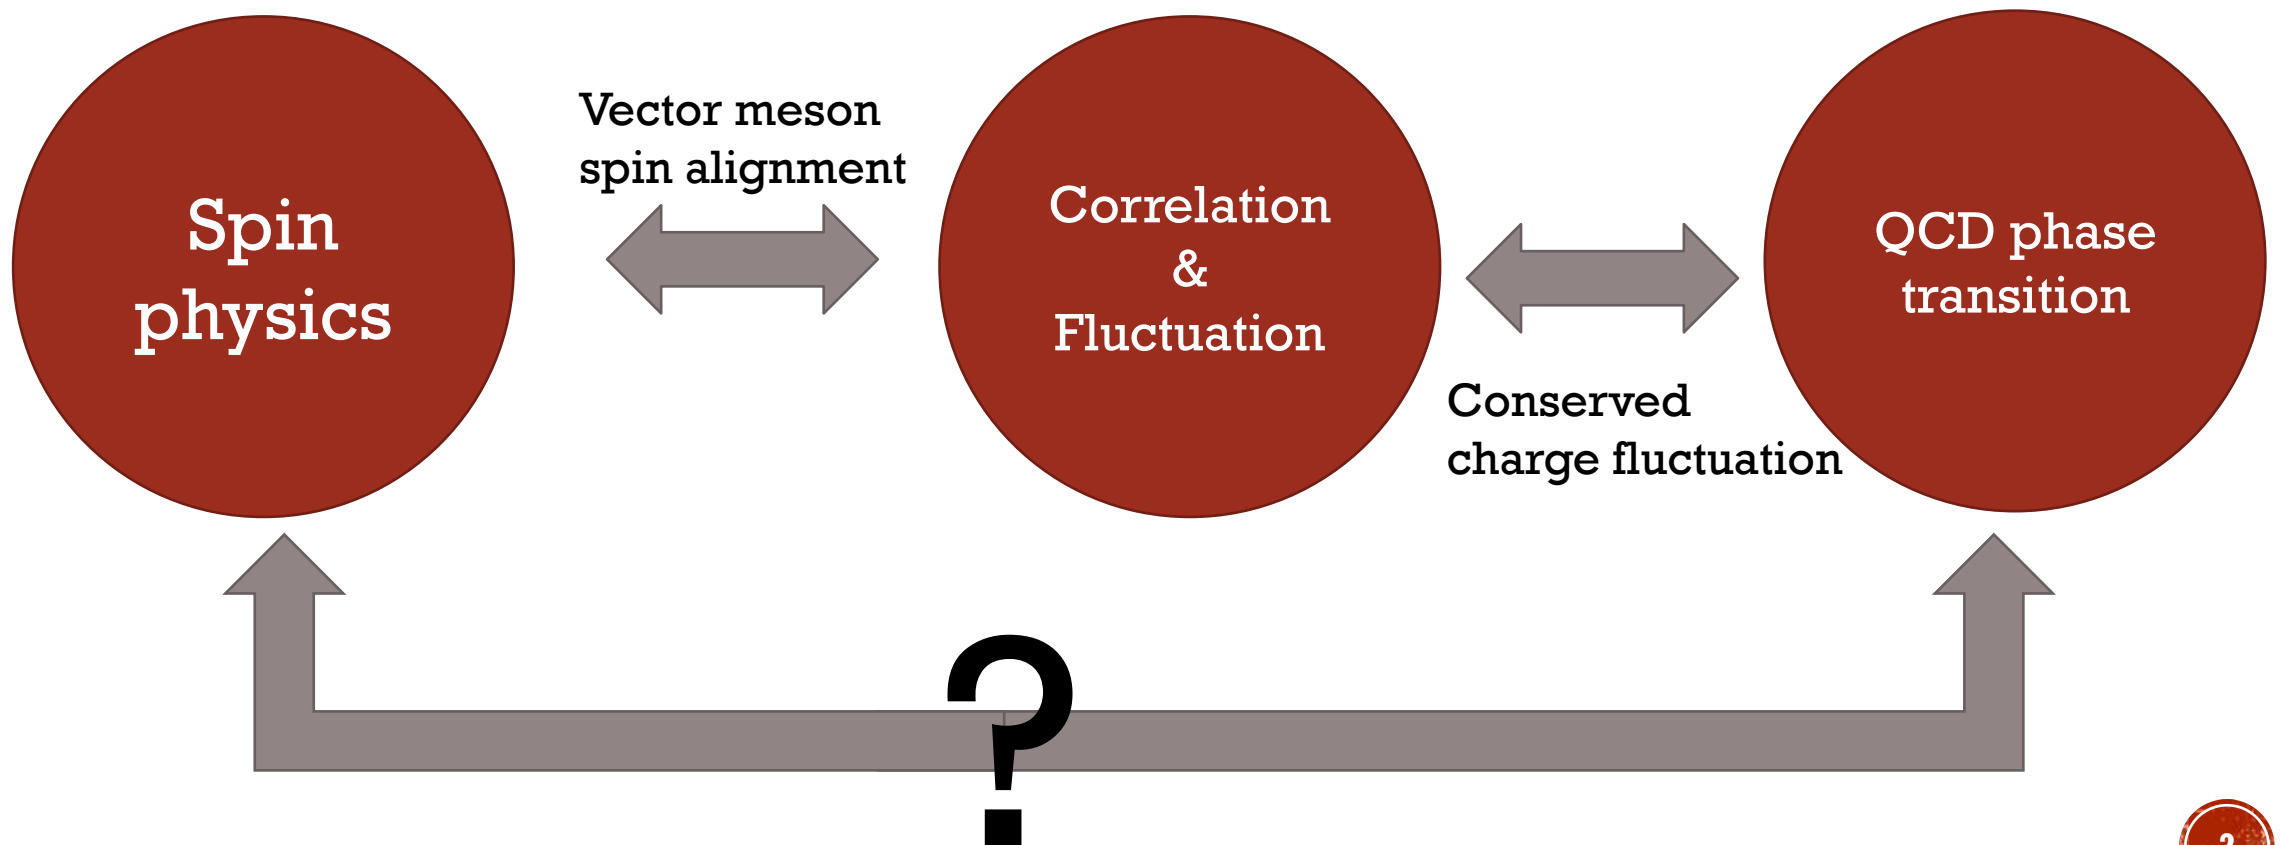 Spin
physics
Vector meson
spin alignment
Correlation
&
Fluctuation
Conserved
charge fluctuation
QCD phase
transition
?